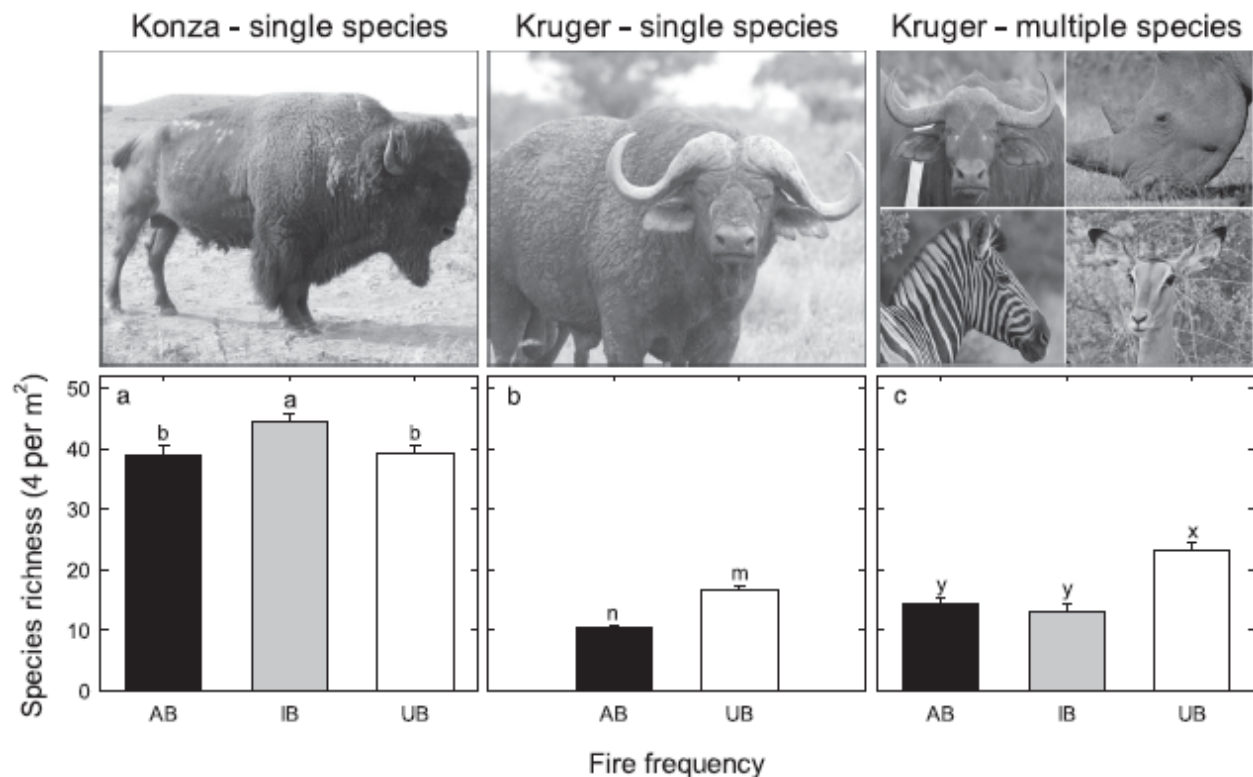 Konza - single species
Kruger – single species
Kruger – multiple species
Species richness (4 per m²)
50
40
30
20
10
0
a
b
a
b
AB
IB
UB
b
n
m
AB
UB
c
y
y
x
AB
IB
UB
Fire frequency